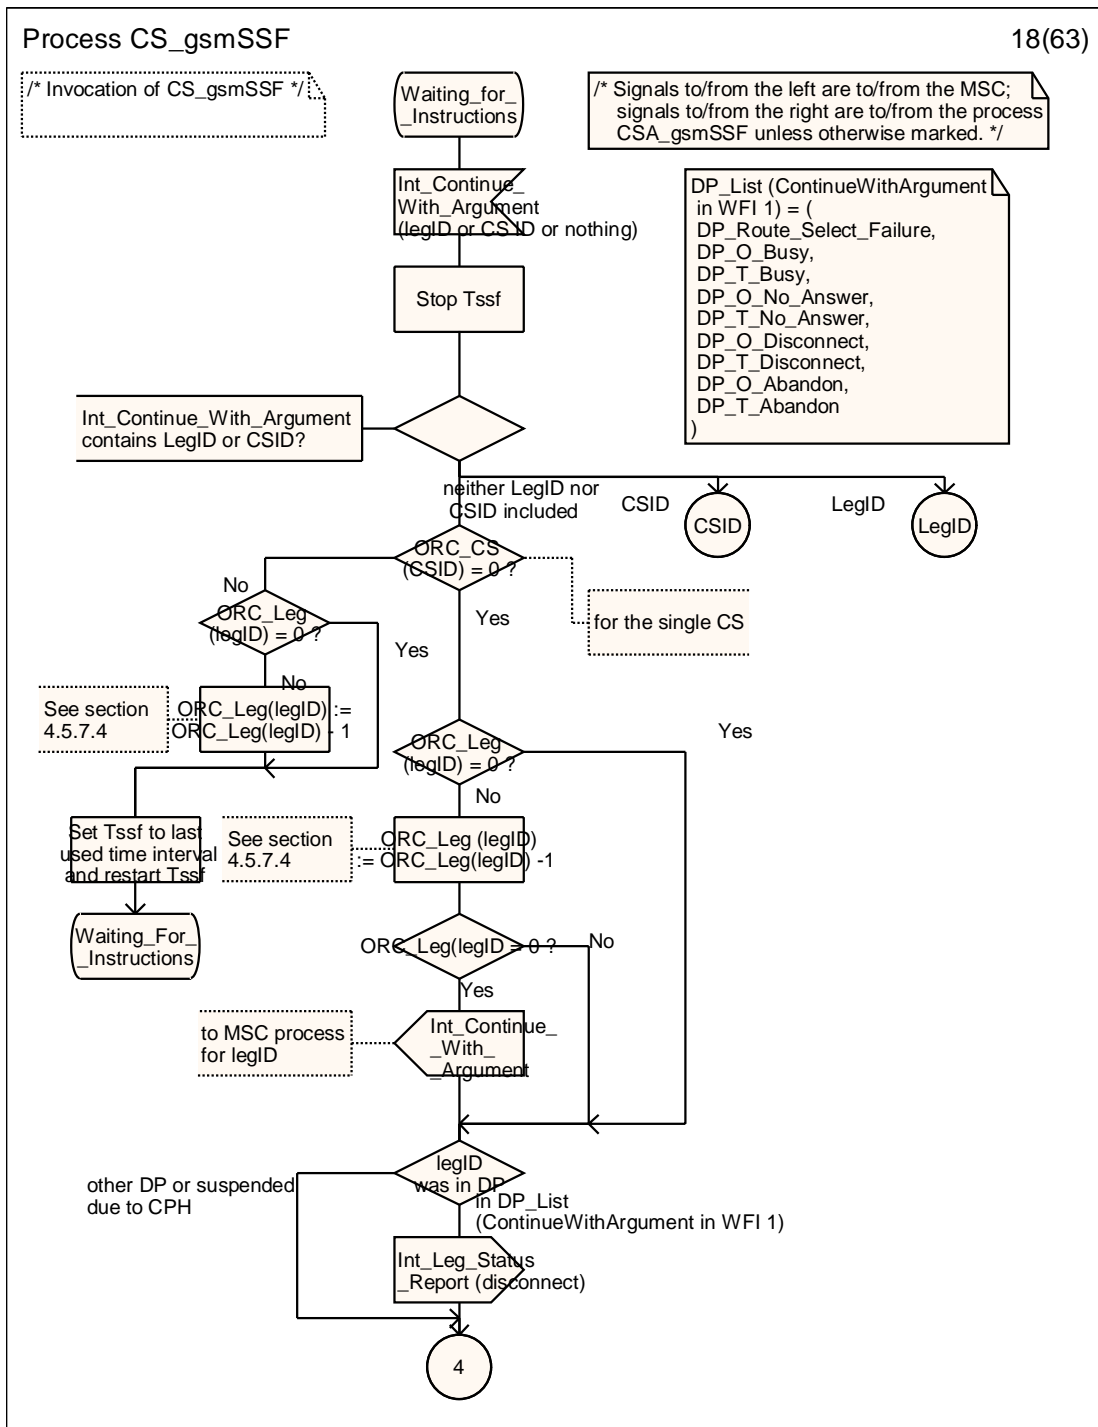 Process CS_gsmSSF
18(63)
/* Invocation of CS_gsmSSF */
Waiting_for_
_Instructions
/* Signals to/from the left are to/from the MSC;
signals to/from the right are to/from the process
CSA_gsmSSF unless otherwise marked. */
Int_Continue_
With_Argument
(legID or CS ID or nothing)
DP_List (ContinueWithArgument
in WFI 1) = (
DP_Route_Select_Failure,
DP_O_Busy,
DP_T_Busy,
DP_O_No_Answer,
DP_T_No_Answer,
DP_O_Disconnect,
DP_T_Disconnect,
DP_O_Abandon,
DP_T_Abandon
)
Stop Tssf
Int_Continue_With_Argument
contains LegID or CSID?
neither LegID nor
CSID included
CSID
CSID
LegID
LegID
ORC_CS
(CSID) = 0 ?
No
Yes
for the single CS
ORC_Leg
(legID) = 0 ?
Yes
No
See section
4.5.7.4
ORC_Leg(legID) :=
ORC_Leg(legID) - 1
ORC_Leg
(legID) = 0 ?
Yes
No
Set Tssf to last
used time interval
and restart Tssf
See section
4.5.7.4
ORC_Leg (legID)
:= ORC_Leg(legID) -1
Waiting_For_
_Instructions
ORC_Leg(legID = 0 ?
No
Yes
to MSC process
for legID
Int_Continue_
_With_
_Argument
legID
was in DP
other DP or suspended
due to CPH
in DP_List
(ContinueWithArgument in WFI 1)
Int_Leg_Status
_Report (disconnect)
4